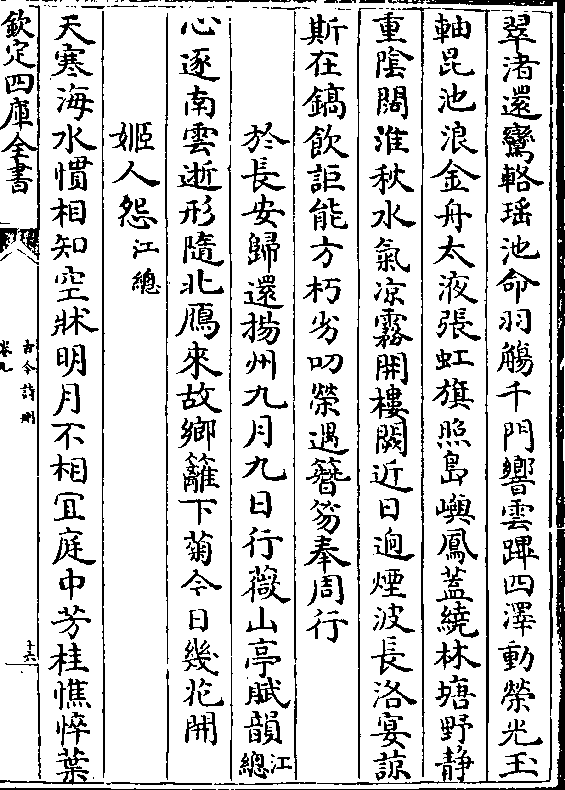 翠渚還鸞輅瑶池命羽觴千門響雲蹕四澤動榮光玉
軸昆池浪金舟太液張虹旗照島嶼鳳蓋繞林塘野静
重陰闊淮秋水氣凉霧開樓闕近日逈煙波長洛宴諒
斯在鎬飲詎能方朽劣叨榮遇簪笏奉周行
於長安歸還揚州九月九日行薇山亭賦韻江總
心逐南雲逝形隨北鴈來故鄉籬下菊今日幾花開
姬人怨江總
天寒海水慣相知空牀明月不相宜庭中芳桂憔悴葉
欽定四庫全書
古今詩刪
卷九
十六